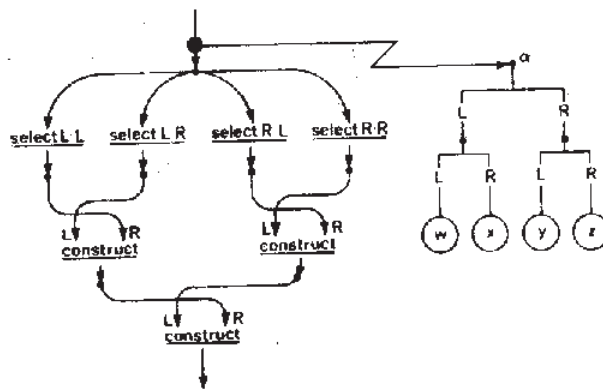 α
L R
select L·L select L·R select R·L select R·R
L R L R
L R L R
construct construct
w x y z
L R
construct